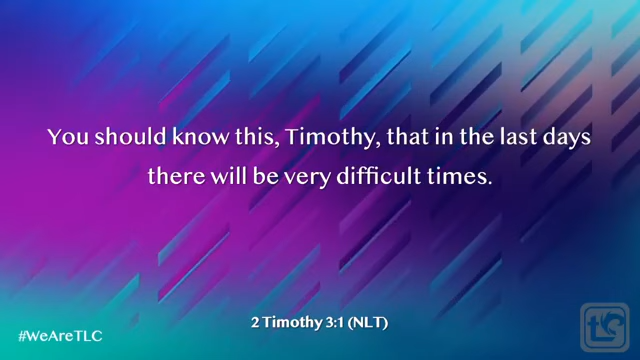 You should know this, Timothy, that in the last days
there will be very difficult times.
2 Timothy 3:1 (NLT)
#WeAreTLC